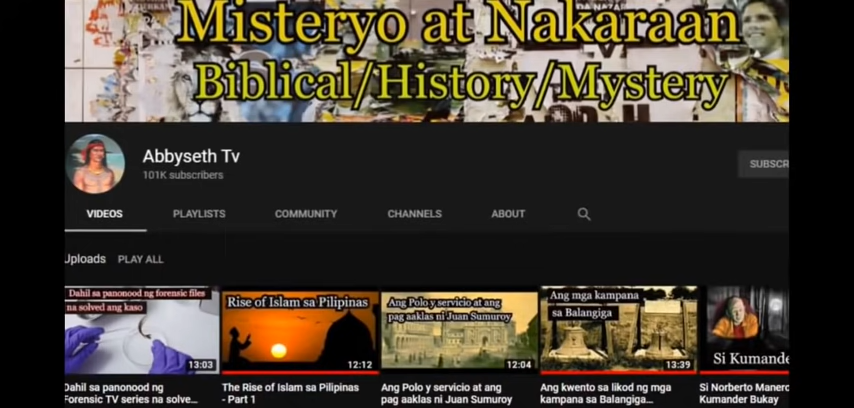 Misteryo at Nakaraan
Biblical/History/Mystery
Abbyseth Tv
101K subscribers
SUBSCR
VIDEOS
PLAYLISTS
COMMUNITY
CHANNELS
ABOUT
Uploads
PLAY ALL
Dahil sa panonood ng forensic files
na solved ang kaso
13:03
Rise of Islam sa Pilipinas
12:12
Ang Polo y servicio at ang
pag aaklas ni Juan Sumuroy
12:04
Ang mga kampana
sa Balangiga
13:39
Si Kumande
Dahil sa panonood ng
Forensic TV series na solve...
The Rise of Islam sa Pilipinas
- Part 1
Ang Polo y servicio at ang
pag aaklas ni Juan Sumuroy
Ang kwento sa likod ng mga
kampana sa Balangiga...
Si Norberto Manero
Kumander Bukay